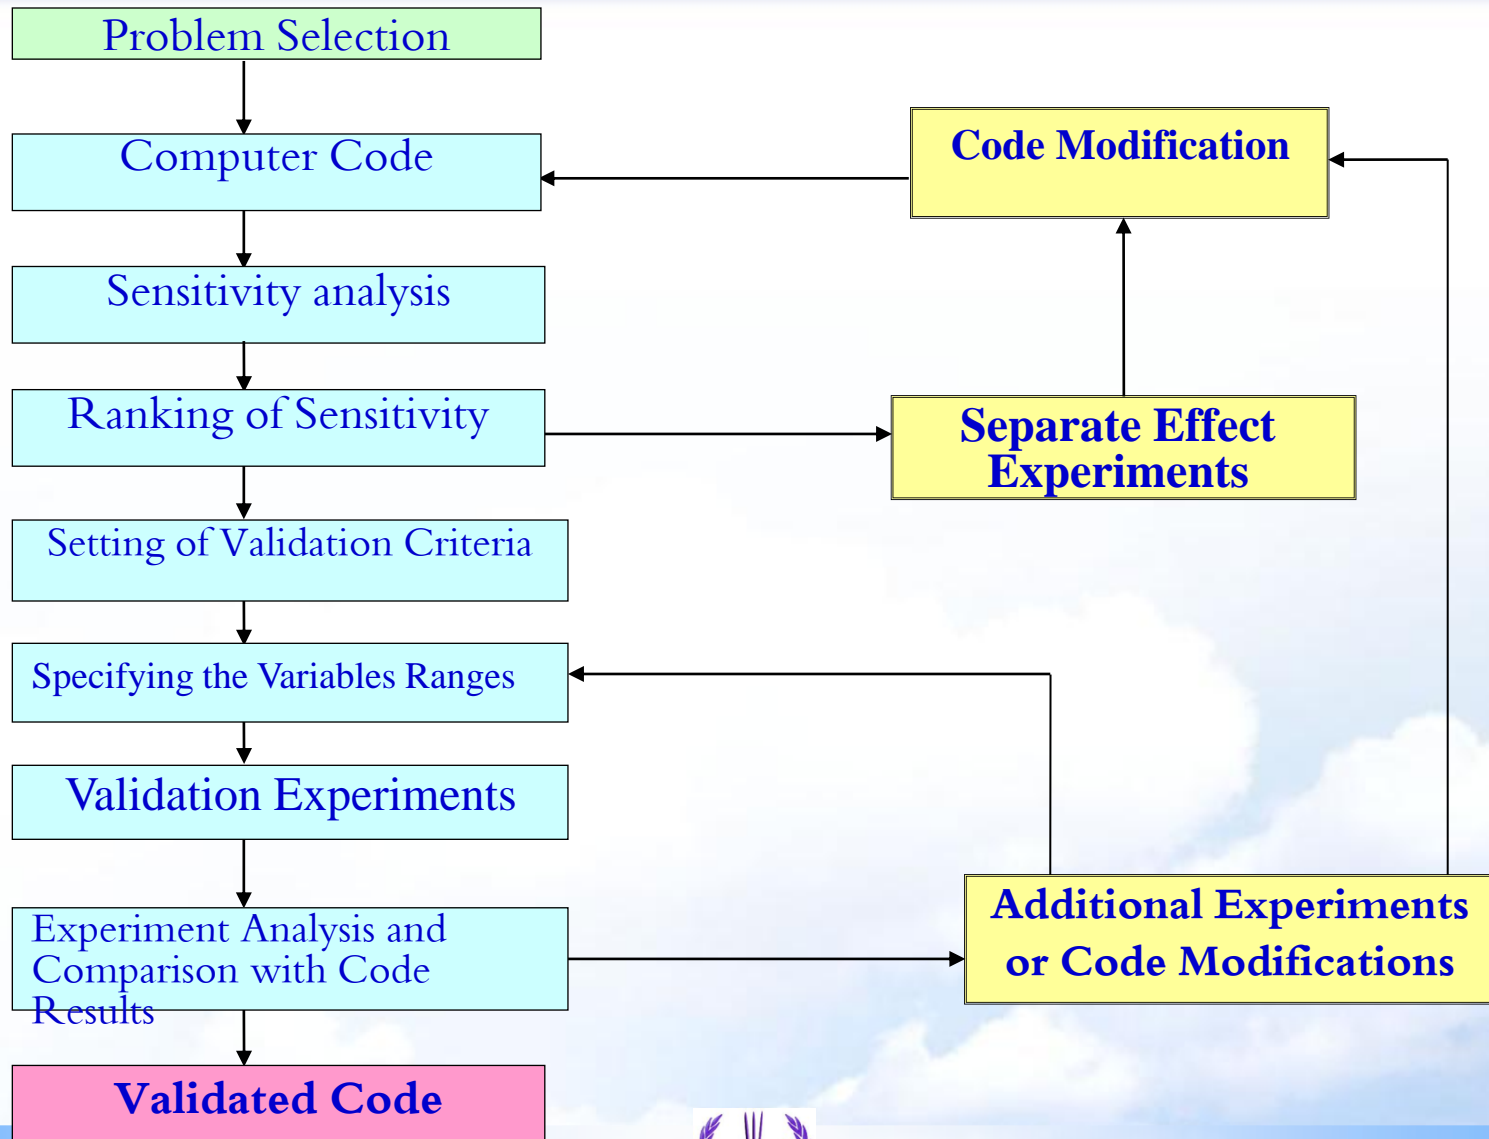 Problem Selection
Computer Code
Code Modification
Sensitivity analysis
Ranking of Sensitivity
Separate Effect
Experiments
Setting of Validation Criteria
Specifying the Variables Ranges
Validation Experiments
Additional Experiments
or Code Modifications
Experiment Analysis and
Comparison with Code
Results
Validated Code